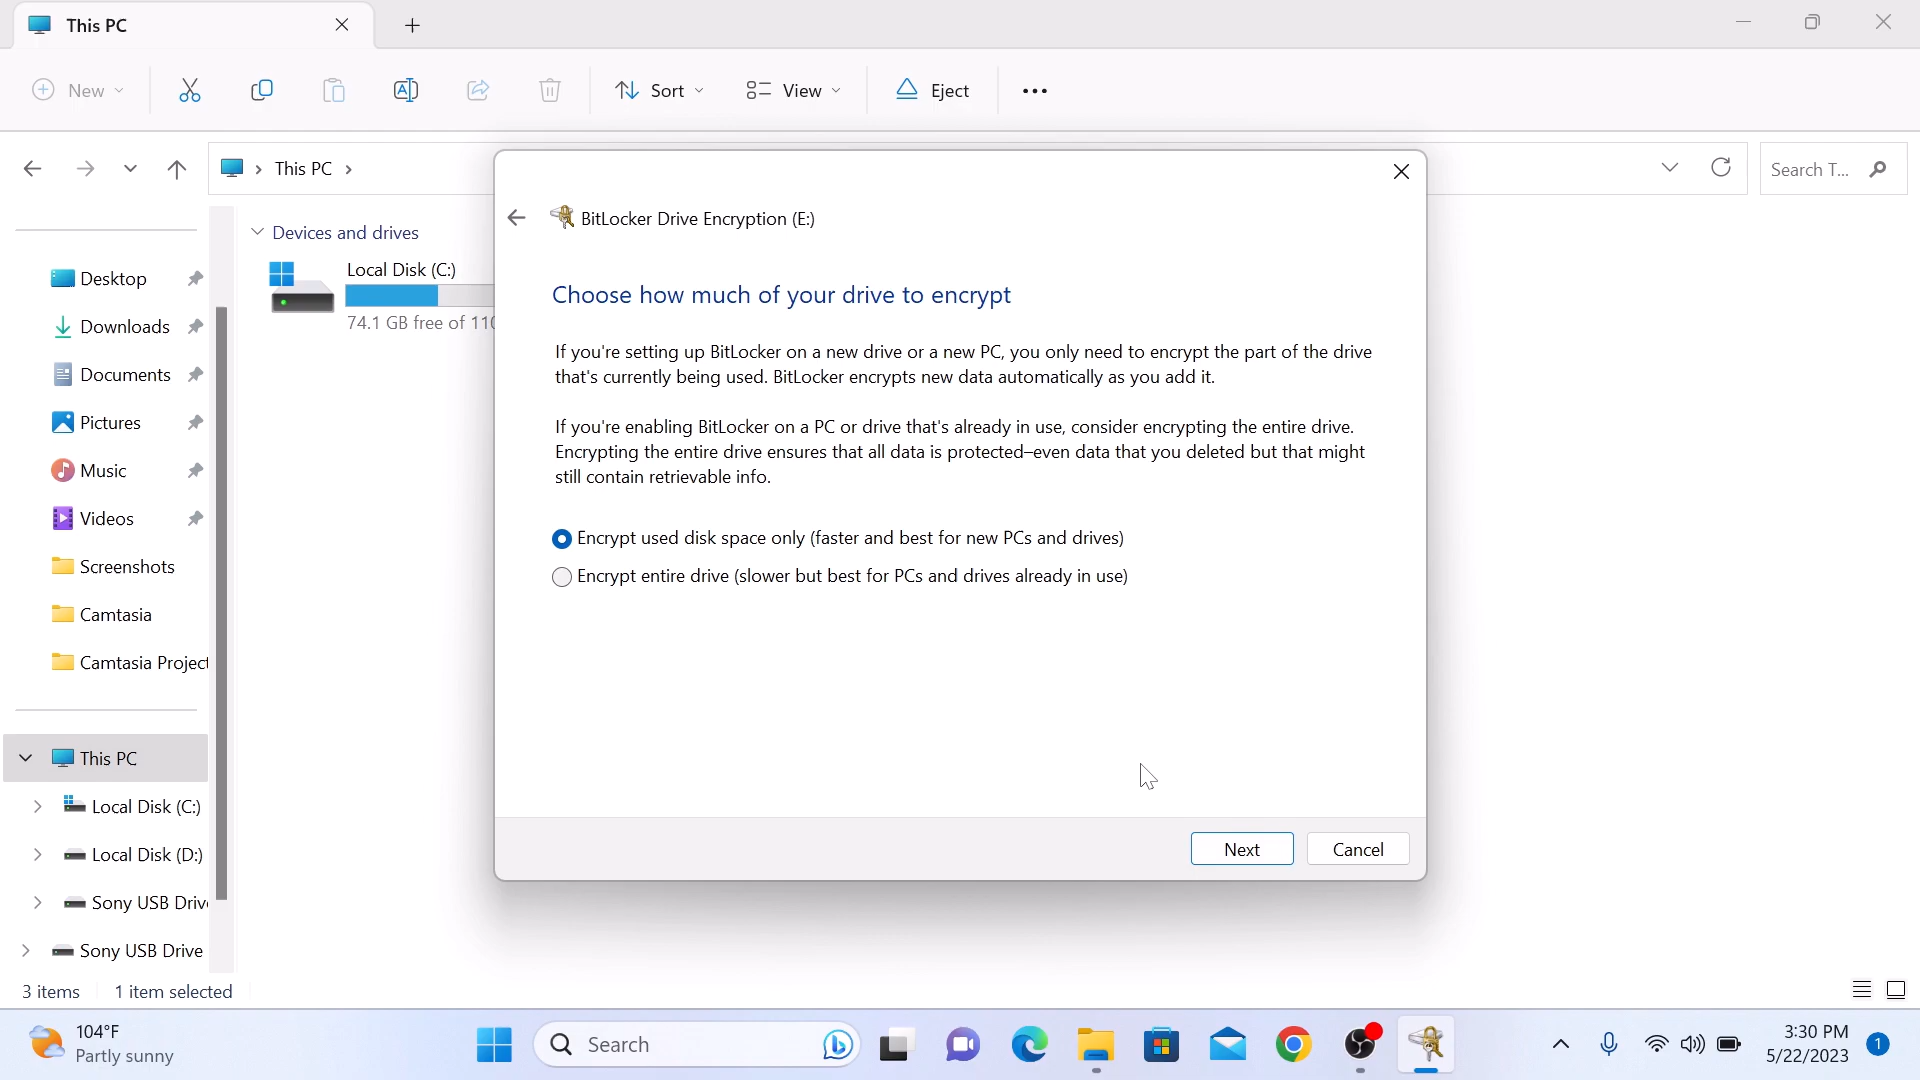 This PC
New
Sort
View
Eject
This PC
Search T...
BitLocker Drive Encryption (E:)
Devices and drives
Local Disk (C:)
74.1 GB free of 110
Desktop
Downloads
Documents
Pictures
Music
Videos
Screenshots
Camtasia
Camtasia Project
This PC
Local Disk (C:)
Local Disk (D:)
Sony USB Drive
Sony USB Drive
Choose how much of your drive to encrypt
If you're setting up BitLocker on a new drive or a new PC, you only need to encrypt the part of the drive
that's currently being used. BitLocker encrypts new data automatically as you add it.
If you're enabling BitLocker on a PC or drive that's already in use, consider encrypting the entire drive.
Encrypting the entire drive ensures that all data is protected–even data that you deleted but that might
still contain retrievable info.
Encrypt used disk space only (faster and best for new PCs and drives)
Encrypt entire drive (slower but best for PCs and drives already in use)
Next
Cancel
3 items
1 item selected
104°F
Partly sunny
Search
3:30 PM
5/22/2023
1